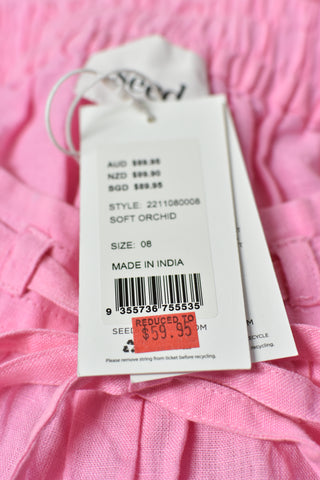 seed
AUD $89.95
NZD $99.90
SGD $89.95
STYLE: 2211080008
SOFT ORCHID
SIZE: 08
MADE IN INDIA
9 355736 755535
REDUCED TO
$59.95
SEED
OM
Please remove string from ticket before recycling.